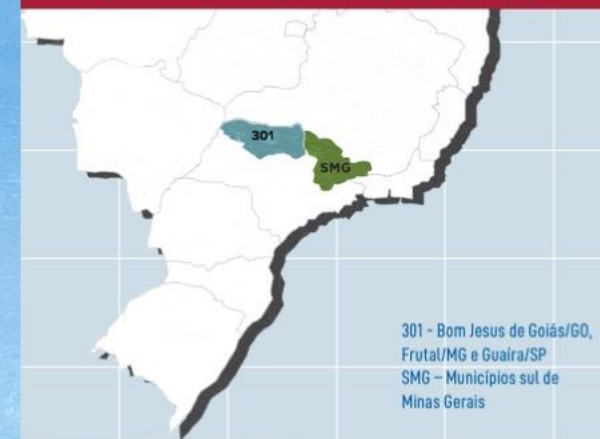 301
SMG
301 - Bom Jesus de Goiás/GO,
Frutal/MG e Guaíra/SP
SMG – Municípios sul de
Minas Gerais